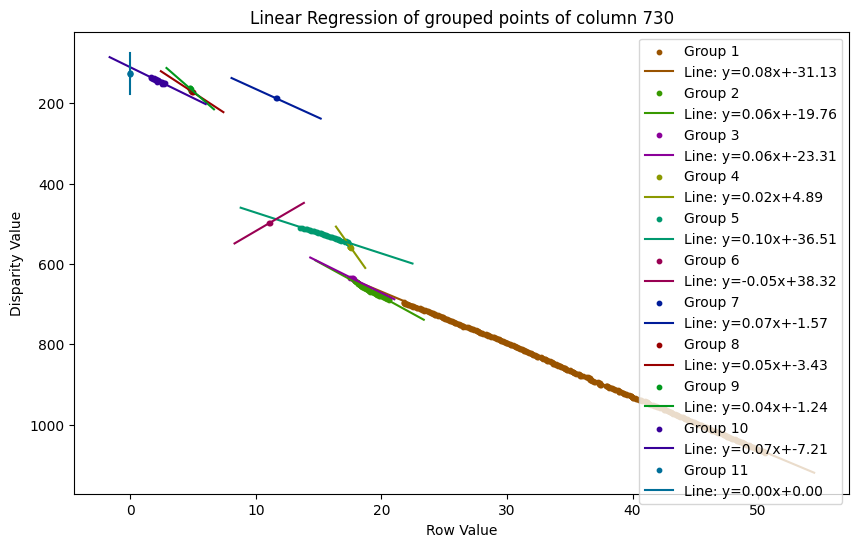 Linear Regression of grouped points of column 730
Disparity Value
200
400
600
800
1000
0
10
20
30
40
50
Row Value
Group 1
Line: y=0.08x+-31.13
Group 2
Line: y=0.06x+-19.76
Group 3
Line: y=0.06x+-23.31
Group 4
Line: y=0.02x+4.89
Group 5
Line: y=0.10x+-36.51
Group 6
Line: y=-0.05x+38.32
Group 7
Line: y=0.07x+-1.57
Group 8
Line: y=0.05x+-3.43
Group 9
Line: y=0.04x+-1.24
Group 10
Line: y=0.07x+-7.21
Group 11
Line: y=0.00x+0.00